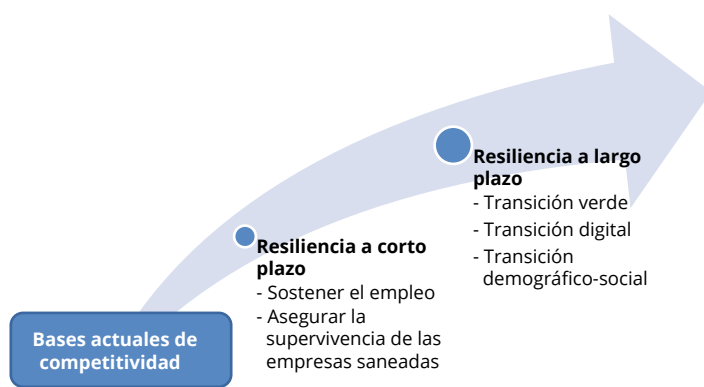 Resiliencia a largo
plazo
- Transición verde
- Transición digital
- Transición
demográfico-social
Resiliencia a corto
plazo
- Sostener el empleo
- Asegurar la
supervivencia de las
empresas saneadas
Bases actuales de
competitividad